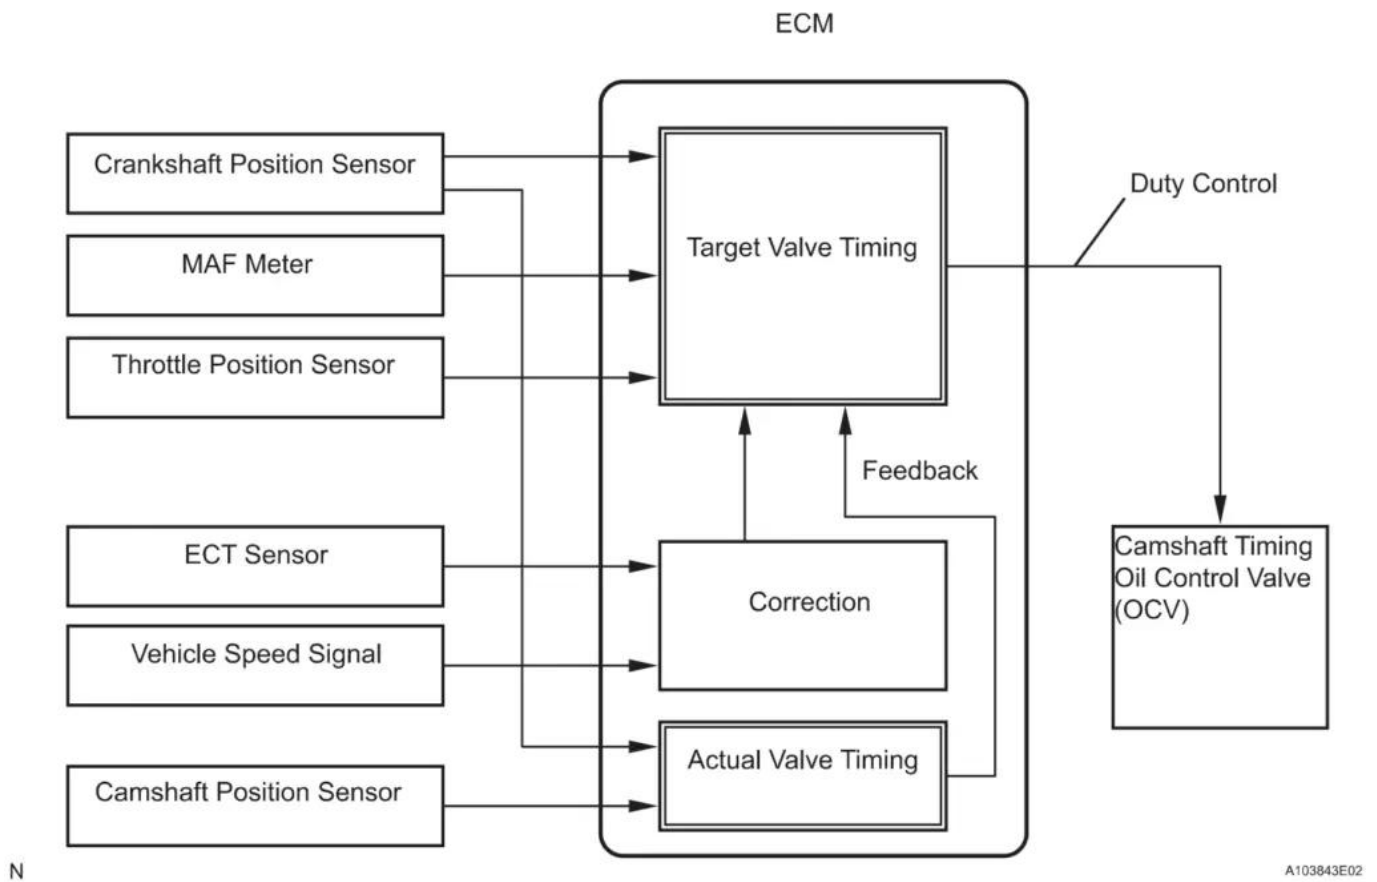 ECM
Crankshaft Position Sensor
MAF Meter
Throttle Position Sensor
Target Valve Timing
Duty Control
Feedback
ECT Sensor
Vehicle Speed Signal
Correction
Camshaft Timing
Oil Control Valve
(OCV)
Camshaft Position Sensor
Actual Valve Timing
N
A103843E02